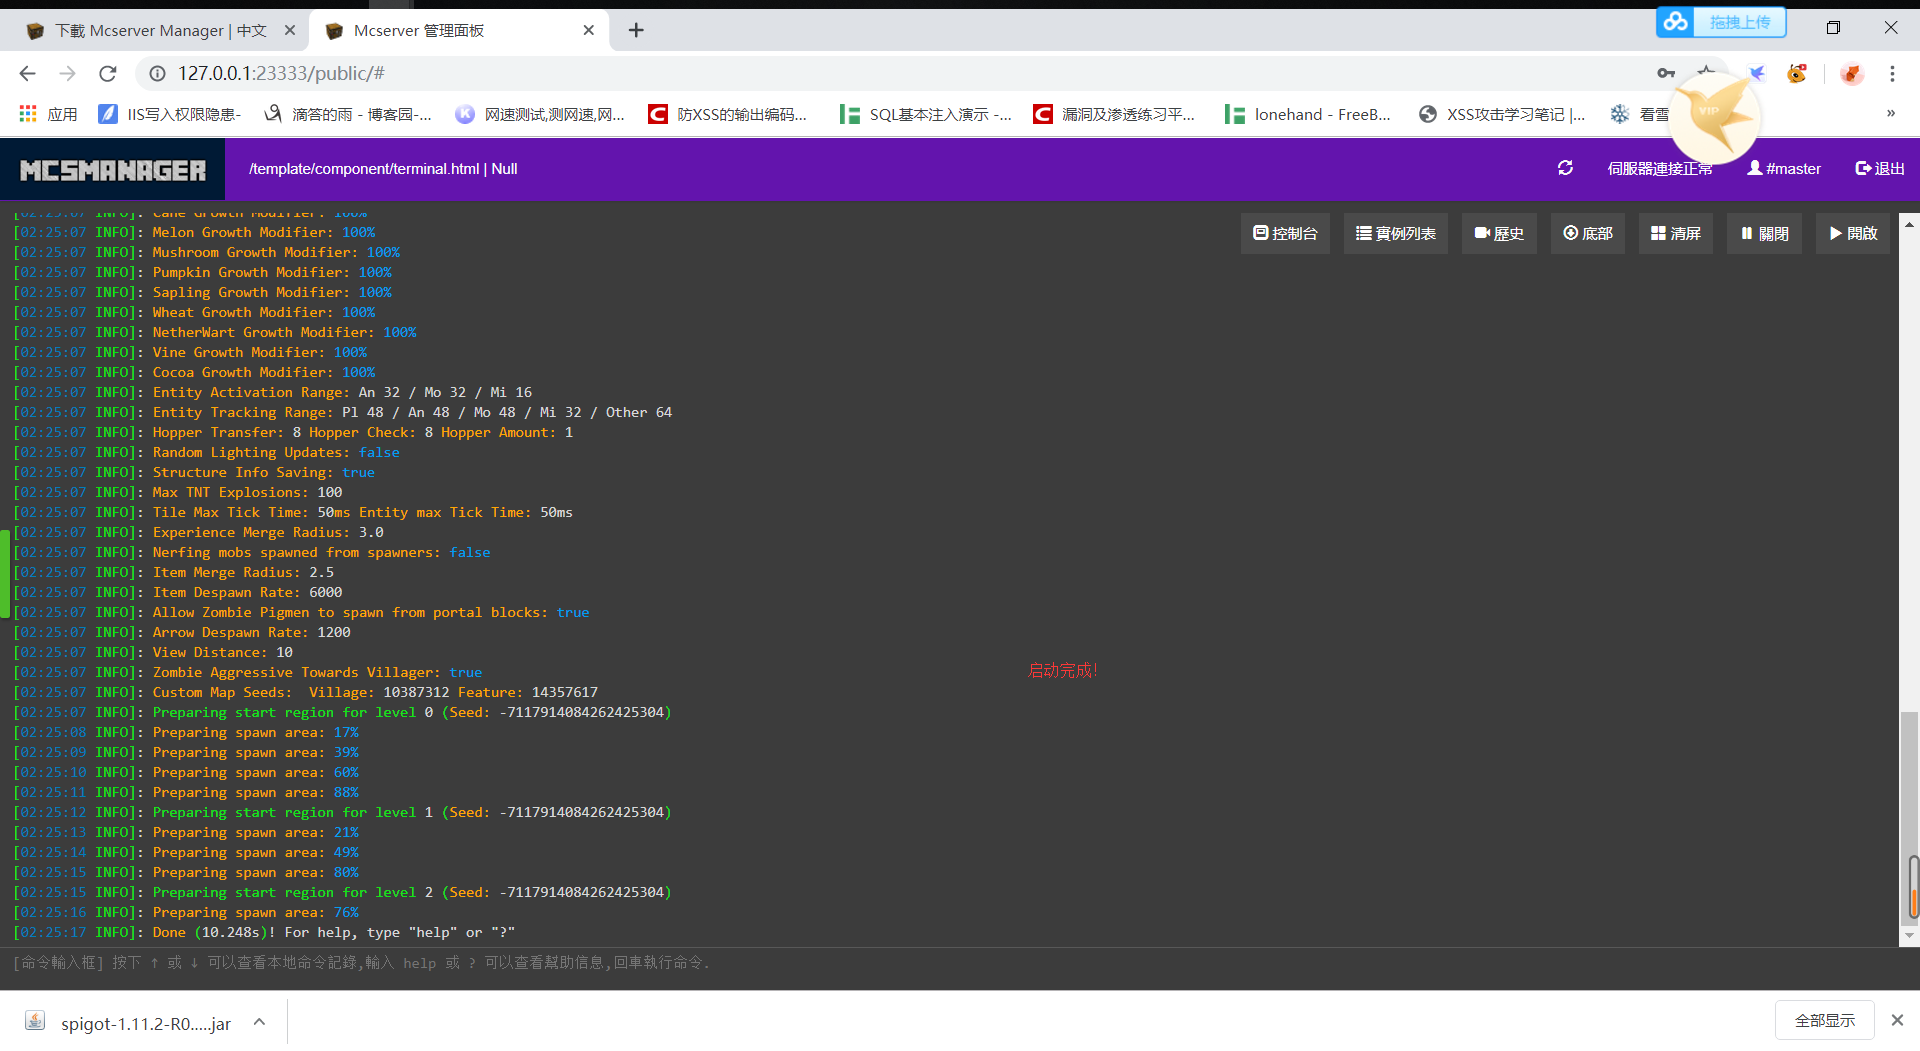 下載 Mcserver Manager | 中文
Mcserver 管理面板
拖拽上传
127.0.0.1:23333/public/#
应用
IIS写入权限隐患-
滴答的雨 - 博客园-...
网速测试,测网速,网...
防XSS的输出编码...
SQL基本注入演示 -...
漏洞及渗透练习平...
lonehand - FreeB...
XSS攻击学习笔记 |...
看雪
»
VIP
MCSMANAGER
/template/component/terminal.html | Null
伺服器連接正常
#master
退出
控制台
實例列表
歷史
底部
清屏
關閉
開啟
[02:25:07 INFO]: Cane Growth Modifier: 100%
[02:25:07 INFO]: Melon Growth Modifier: 100%
[02:25:07 INFO]: Mushroom Growth Modifier: 100%
[02:25:07 INFO]: Pumpkin Growth Modifier: 100%
[02:25:07 INFO]: Sapling Growth Modifier: 100%
[02:25:07 INFO]: Wheat Growth Modifier: 100%
[02:25:07 INFO]: NetherWart Growth Modifier: 100%
[02:25:07 INFO]: Vine Growth Modifier: 100%
[02:25:07 INFO]: Cocoa Growth Modifier: 100%
[02:25:07 INFO]: Entity Activation Range: An 32 / Mo 32 / Mi 16
[02:25:07 INFO]: Entity Tracking Range: Pl 48 / An 48 / Mo 48 / Mi 32 / Other 64
[02:25:07 INFO]: Hopper Transfer: 8 Hopper Check: 8 Hopper Amount: 1
[02:25:07 INFO]: Random Lighting Updates: false
[02:25:07 INFO]: Structure Info Saving: true
[02:25:07 INFO]: Max TNT Explosions: 100
[02:25:07 INFO]: Tile Max Tick Time: 50ms Entity max Tick Time: 50ms
[02:25:07 INFO]: Experience Merge Radius: 3.0
[02:25:07 INFO]: Nerfing mobs spawned from spawners: false
[02:25:07 INFO]: Item Merge Radius: 2.5
[02:25:07 INFO]: Item Despawn Rate: 6000
[02:25:07 INFO]: Allow Zombie Pigmen to spawn from portal blocks: true
[02:25:07 INFO]: Arrow Despawn Rate: 1200
[02:25:07 INFO]: View Distance: 10
[02:25:07 INFO]: Zombie Aggressive Towards Villager: true
启动完成!
[02:25:07 INFO]: Custom Map Seeds:  Village: 10387312 Feature: 14357617
[02:25:07 INFO]: Preparing start region for level 0 (Seed: -7117914084262425304)
[02:25:08 INFO]: Preparing spawn area: 17%
[02:25:09 INFO]: Preparing spawn area: 39%
[02:25:10 INFO]: Preparing spawn area: 60%
[02:25:11 INFO]: Preparing spawn area: 88%
[02:25:12 INFO]: Preparing start region for level 1 (Seed: -7117914084262425304)
[02:25:13 INFO]: Preparing spawn area: 21%
[02:25:14 INFO]: Preparing spawn area: 49%
[02:25:15 INFO]: Preparing spawn area: 80%
[02:25:15 INFO]: Preparing start region for level 2 (Seed: -7117914084262425304)
[02:25:16 INFO]: Preparing spawn area: 76%
[02:25:17 INFO]: Done (10.248s)! For help, type "help" or "?"
[命令輸入框] 按下 ↑ 或 ↓ 可以查看本地命令記錄,輸入 help 或 ? 可以查看幫助信息,回車執行命令.
spigot-1.11.2-R0.....jar
全部显示